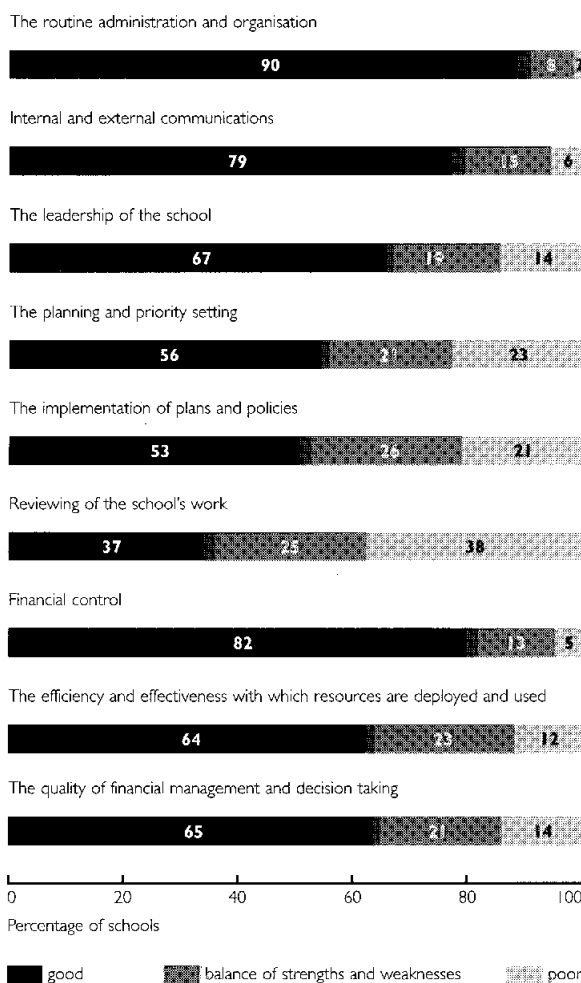 The routine administration and organisation
90 8 2
Internal and external communications
79 15 6
The leadership of the school
67 19 14
The planning and priority setting
56 21 23
The implementation of plans and policies
53 26 21
Reviewing of the school's work
37 25 38
Financial control
82 13 5
The efficiency and effectiveness with which resources are deployed and used
64 23 12
The quality of financial management and decision taking
65 21 14
0 20 40 60 80 100
Percentage of schools
good balance of strengths and weaknesses poor